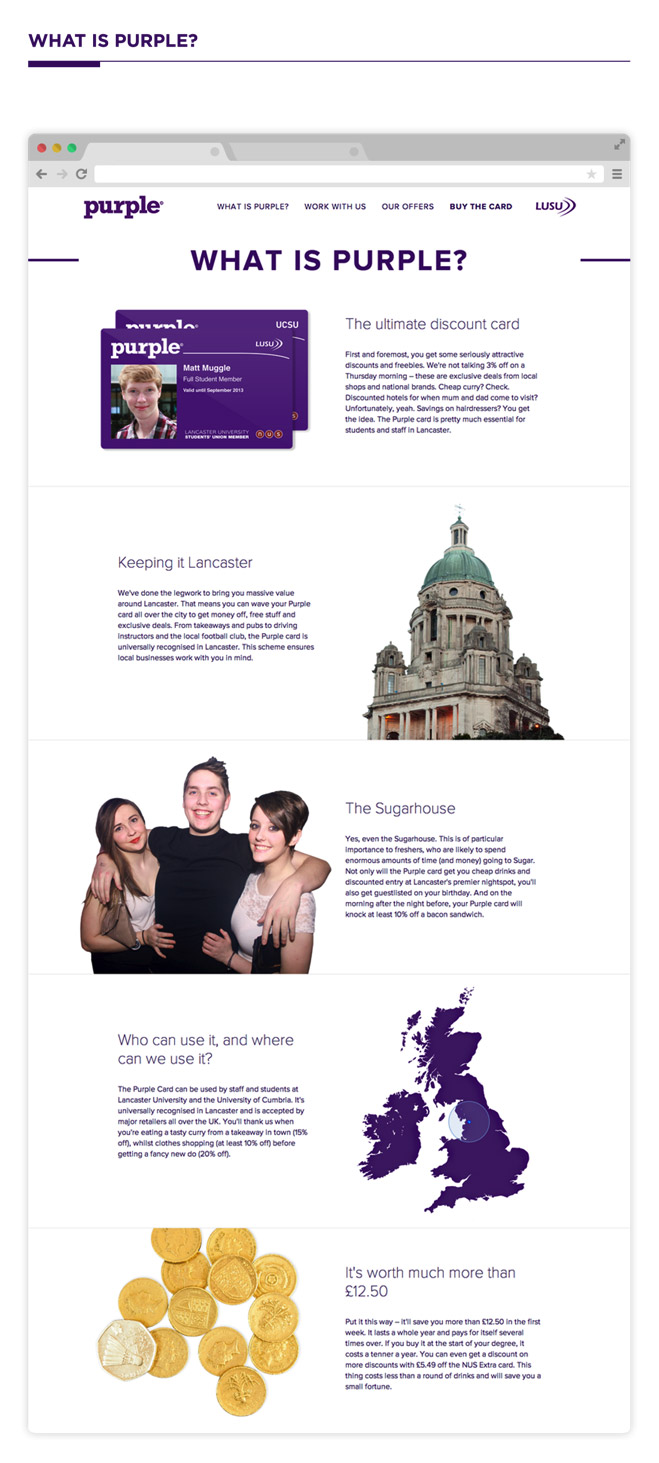 WHAT IS PURPLE?
purple
WHAT IS PURPLE?
WORK WITH US
OUR OFFERS
BUY THE CARD
LUSU
WHAT IS PURPLE?
purple
UCSU
purple
LUSU
Matt Muggle
Full Student Member
Valid until September 2013
LANCASTER UNIVERSITY
STUDENTS' UNION MEMBER
nus
The ultimate discount card
First and foremost, you get some seriously attractive
discounts and freebies. We're not talking 3% off on a
Thursday morning – these are exclusive deals from local
shops and national brands. Cheap curry? Check.
Discounted hotels for when mum and dad come to visit?
Unfortunately, yeah. Savings on hairdressers? You get
the idea. The Purple card is pretty much essential for
students and staff in Lancaster.
Keeping it Lancaster
We've done the legwork to bring you massive value
around Lancaster. That means you can wave your Purple
card all over the city to get money off, free stuff and
exclusive deals. From takeaways and pubs to driving
instructors and the local football club, the Purple card is
universally recognised in Lancaster. This scheme ensures
local businesses work with you in mind.
The Sugarhouse
Yes, even the Sugarhouse. This is of particular
importance to freshers, who are likely to spend
enormous amounts of time (and money) going to Sugar.
Not only will the Purple card get you cheap drinks and
discounted entry at Lancaster's premier nightspot, you'll
also get guestlisted on your birthday. And on the
morning after the night before, your Purple card will
knock at least 10% off a bacon sandwich.
Who can use it, and where
can we use it?
The Purple Card can be used by staff and students at
Lancaster University and the University of Cumbria. It's
universally recognised in Lancaster and is accepted by
major retailers all over the UK. You'll thank us when
you're eating a tasty curry from a takeaway in town (15%
off), whilst clothes shopping (at least 10% off) before
getting a fancy new do (20% off).
It's worth much more than
£12.50
Put it this way – it'll save you more than £12.50 in the first
week. It lasts a whole year and pays for itself several
times over. If you buy it at the start of your degree, it
costs a tenner a year. You can even get a discount on
more discounts with £5.49 off the NUS Extra card. This
thing costs less than a round of drinks and will save you a
small fortune.